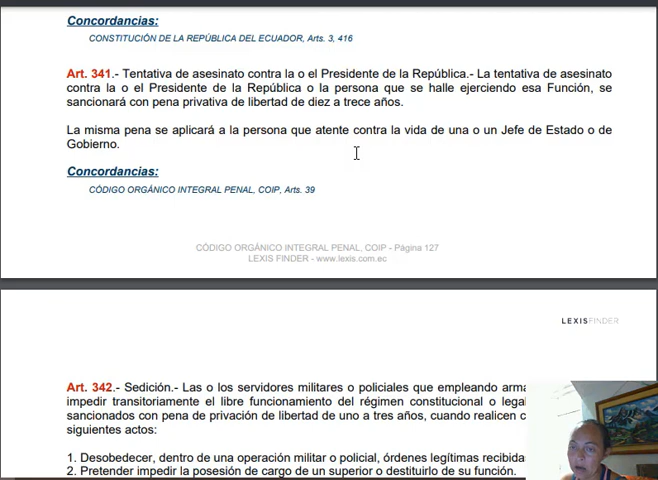 Concordancias:
CONSTITUCIÓN DE LA REPÚBLICA DEL ECUADOR, Arts. 3, 416
Art. 341.- Tentativa de asesinato contra la o el Presidente de la República.- La tentativa de asesinato
contra la o el Presidente de la República o la persona que se halle ejerciendo esa Función, se
sancionará con pena privativa de libertad de diez a trece años.
La misma pena se aplicará a la persona que atente contra la vida de una o un Jefe de Estado o de
Gobierno.
Concordancias:
CÓDIGO ORGÁNICO INTEGRAL PENAL, COIP, Arts. 39
CÓDIGO ORGÁNICO INTEGRAL PENAL, COIP - Página 127
LEXIS FINDER - www.lexis.com.ec
LEXISFINDER
Art. 342.- Sedición.- Las o los servidores militares o policiales que empleando arma
impedir transitoriamente el libre funcionamiento del régimen constitucional o legal
sancionados con pena de privación de libertad de uno a tres años, cuando realicen
siguientes actos:
1. Desobedecer, dentro de una operación militar o policial, órdenes legítimas recibida
2. Pretender impedir la posesión de cargo de un superior o destituirlo de su función.